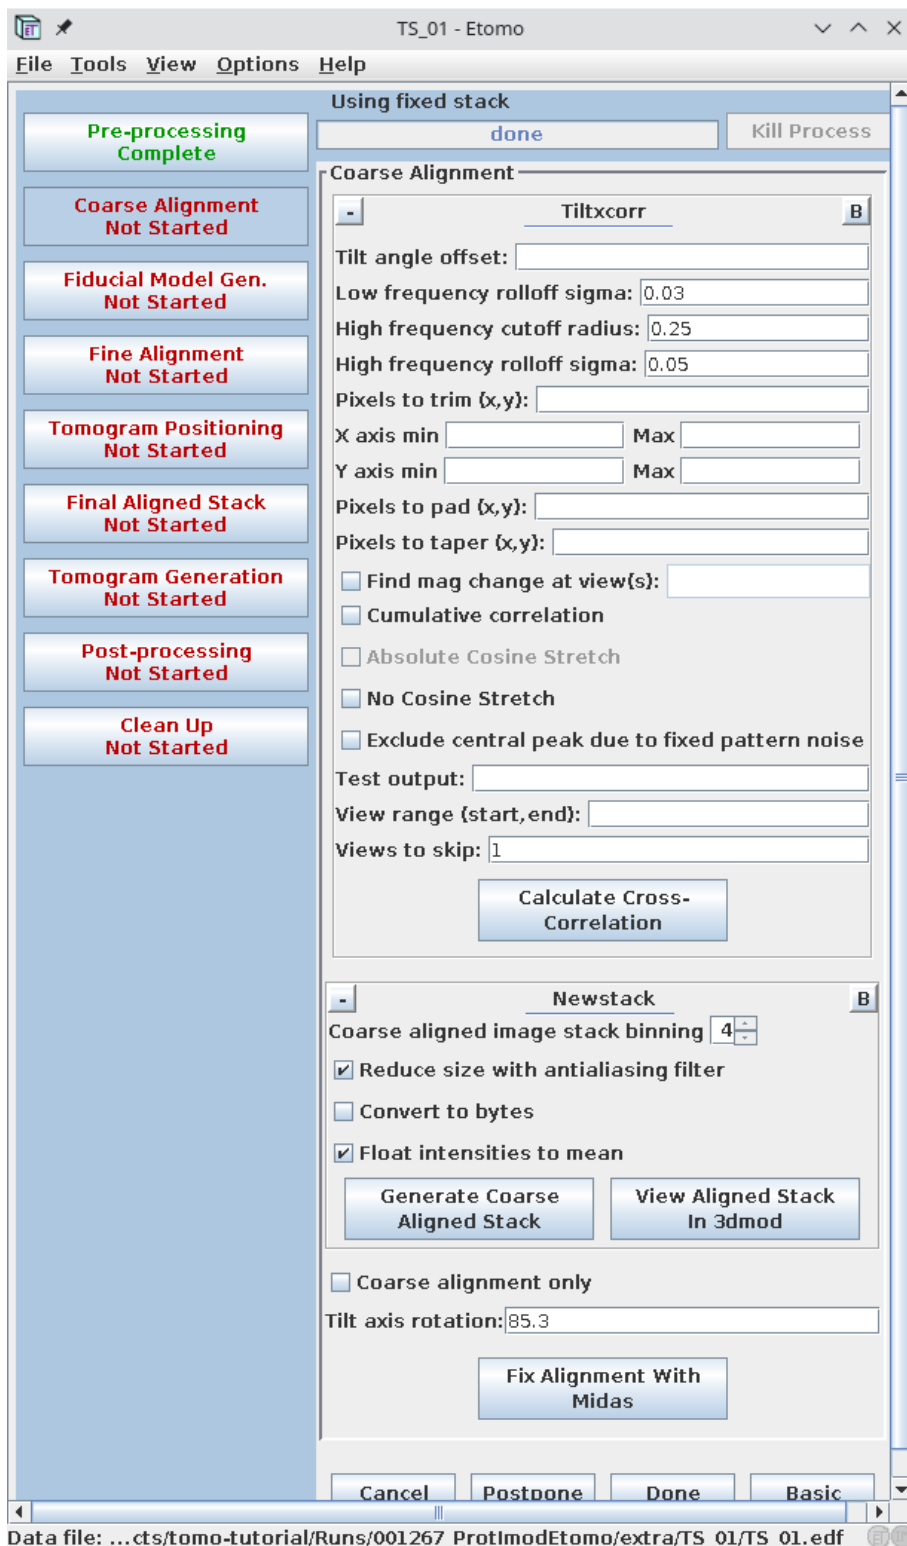 TS_01 - Etomo
File Tools View Options Help
Using fixed stack
done
Kill Process
Pre-processing
Complete
Coarse Alignment
Not Started
Fiducial Model Gen.
Not Started
Fine Alignment
Not Started
Tomogram Positioning
Not Started
Final Aligned Stack
Not Started
Tomogram Generation
Not Started
Post-processing
Not Started
Clean Up
Not Started
Coarse Alignment
- Tiltxcorr B
Tilt angle offset:
Low frequency rolloff sigma: 0.03
High frequency cutoff radius: 0.25
High frequency rolloff sigma: 0.05
Pixels to trim (x,y):
X axis min Max
Y axis min Max
Pixels to pad (x,y):
Pixels to taper (x,y):
Find mag change at view(s):
Cumulative correlation
Absolute Cosine Stretch
No Cosine Stretch
Exclude central peak due to fixed pattern noise
Test output:
View range (start,end):
Views to skip: 1
Calculate Cross-
Correlation
- Newstack B
Coarse aligned image stack binning 4
Reduce size with antialiasing filter
Convert to bytes
Float intensities to mean
Generate Coarse
Aligned Stack
View Aligned Stack
In 3dmod
Coarse alignment only
Tilt axis rotation: 85.3
Fix Alignment With
Midas
Cancel Postpone Done Basic
Data file: ...cts/tomo-tutorial/Runs/001267_ProtImodEtomo/extra/TS_01/TS_01.edf